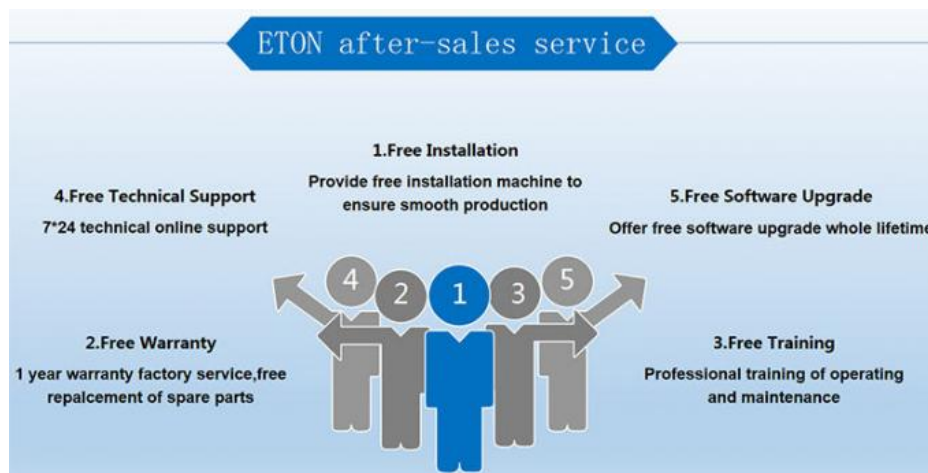 ETON after-sales service
1.Free Installation
Provide free installation machine to
ensure smooth production
4.Free Technical Support
7*24 technical online support
5.Free Software Upgrade
Offer free software upgrade whole lifetime
4
2
1
3
5
2.Free Warranty
1 year warranty factory service,free
repalcement of spare parts
3.Free Training
Professional training of operating
and maintenance